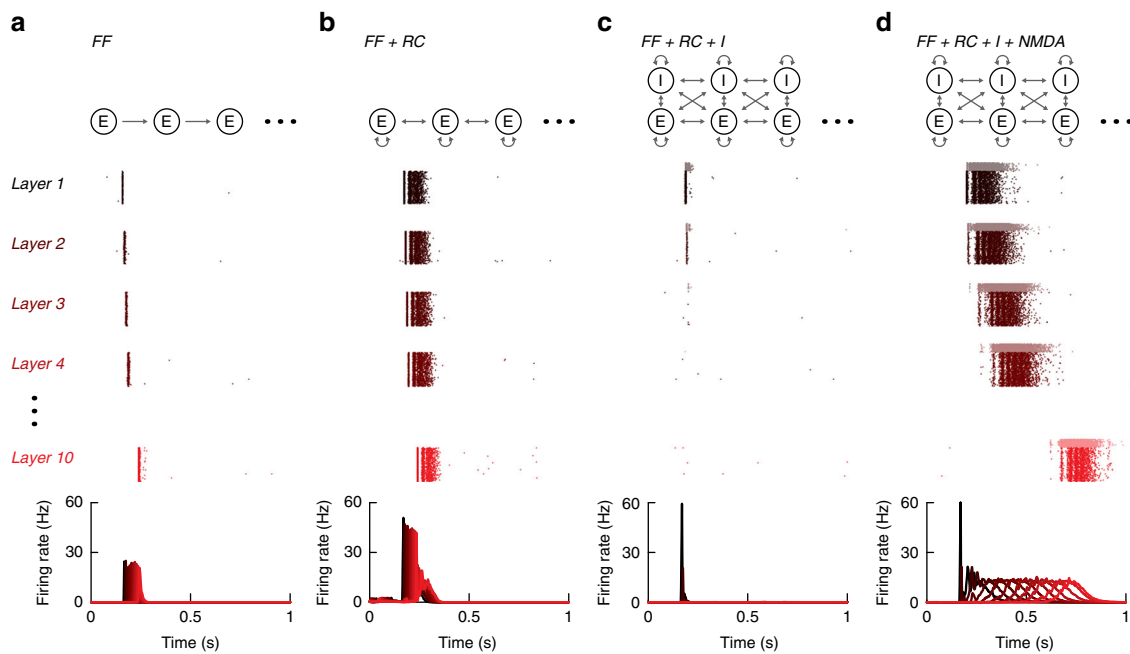 a b c d
FF FF + RC FF + RC + I FF + RC + I + NMDA
I I I I I I
E E E • • • E E E • • • E E E • • • E E E • • •
Layer 1
Layer 2
Layer 3
Layer 4
Layer 10
60 60 60 60
30 30 30 30
0 0 0 0
Firing rate (Hz) Firing rate (Hz) Firing rate (Hz) Firing rate (Hz)
0 0.5 1 0 0.5 1 0 0.5 1 0 0.5 1
Time (s) Time (s) Time (s) Time (s)